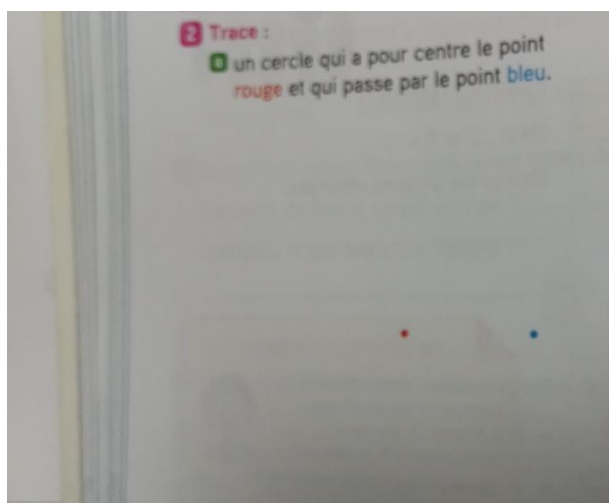 2 Trace :
a un cercle qui a pour centre le point
rouge et qui passe par le point bleu.